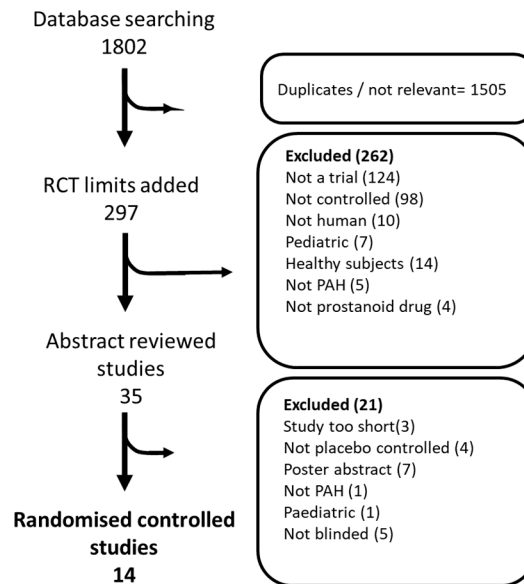 Database searching
1802
Duplicates / not relevant= 1505
RCT limits added
297
Excluded (262)
Not a trial (124)
Not controlled (98)
Not human (10)
Pediatric (7)
Healthy subjects (14)
Not PAH (5)
Not prostanoid drug (4)
Abstract reviewed
studies
35
Excluded (21)
Study too short(3)
Not placebo controlled (4)
Poster abstract (7)
Not PAH (1)
Paediatric (1)
Not blinded (5)
Randomised controlled
studies
14